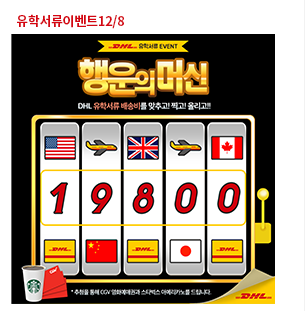 유학서류이벤트12/8
DHL 유학서류 EVENT
행운의머신
DHL 유학서류 배송비를 맞추고! 찍고! 올리고!!
1 9 8 0 0
DHL DHL DHL
* 추첨을 통해 CGV 영화예매권과 스타벅스 아메리카노를 드립니다.
DHL